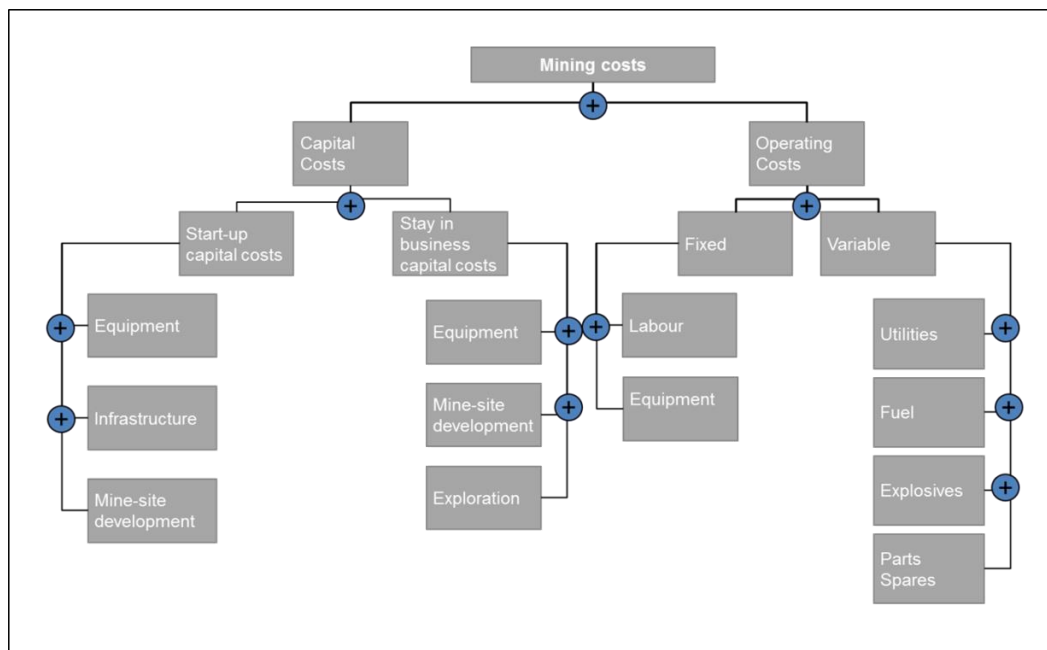 Mining costs
Capital
Costs
Operating
Costs
Start-up
capital costs
Stay in
business
capital costs
Fixed
Variable
Equipment
Infrastructure
Mine-site
development
Equipment
Mine-site
development
Exploration
Labour
Equipment
Utilities
Fuel
Explosives
Parts
Spares